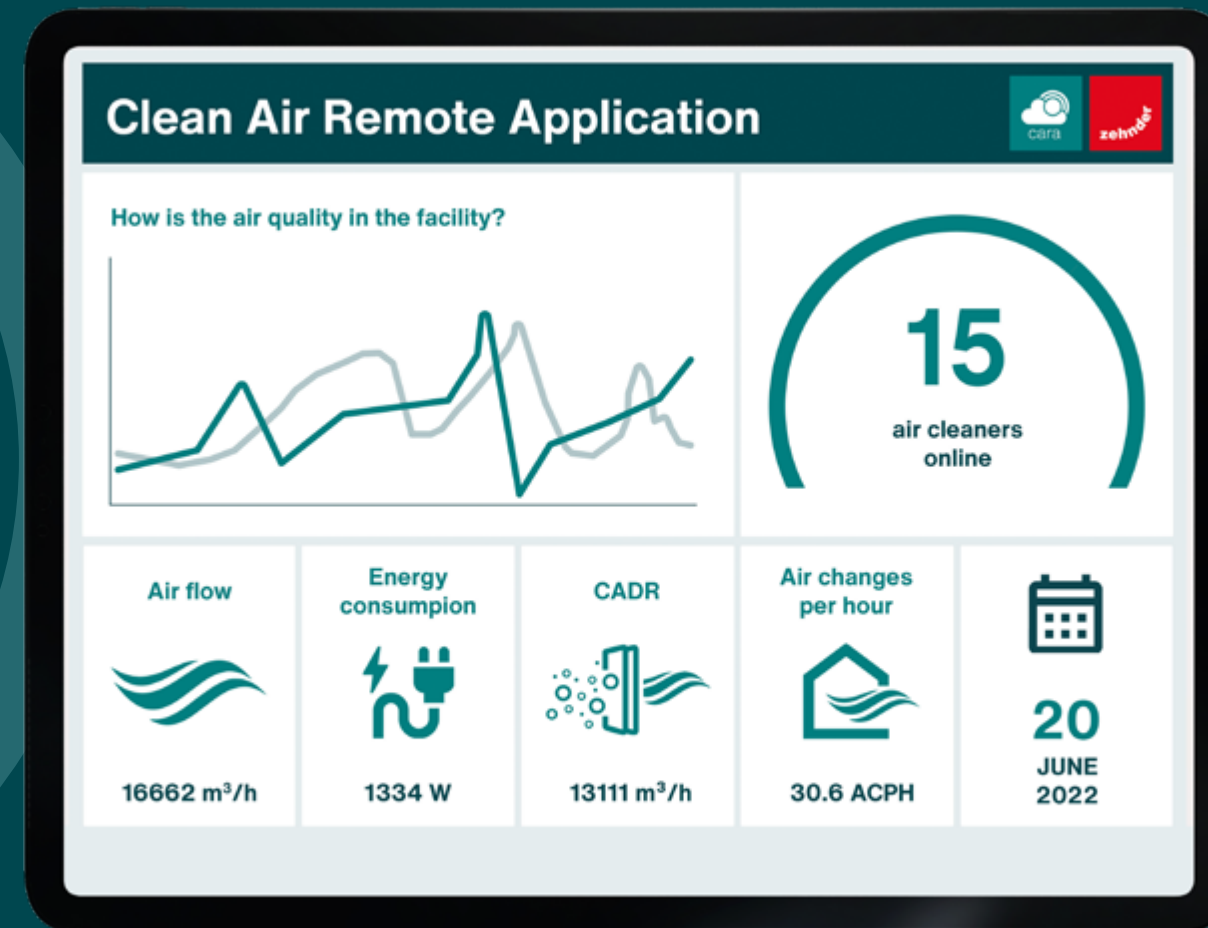 Clean Air Remote Application
cara
zehnder
How is the air quality in the facility?
15
air cleaners
online
Air flow
16662 m³/h
Energy
consumpion
1334 W
CADR
13111 m³/h
Air changes
per hour
30.6 ACPH
20
JUNE
2022